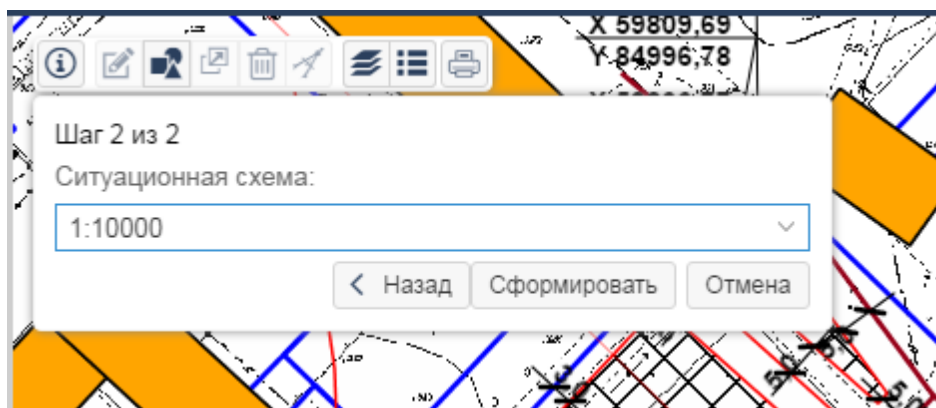 X 59809,69
Y 84996,78
Шаг 2 из 2
Ситуационная схема:
1:10000
Назад
Сформировать
Отмена